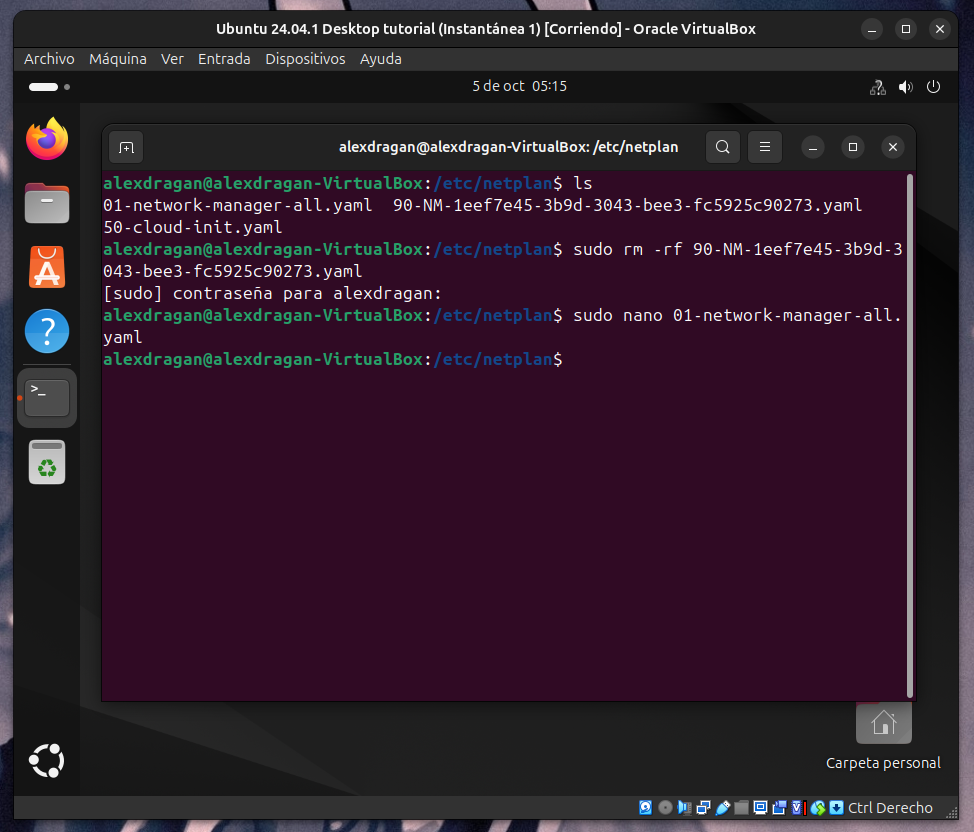 Ubuntu 24.04.1 Desktop tutorial (Instantánea 1) [Corriendo] - Oracle VirtualBox
Archivo Máquina Ver Entrada Dispositivos Ayuda
5 de oct 05:15
alexdragan@alexdragan-VirtualBox: /etc/netplan
alexdragan@alexdragan-VirtualBox:/etc/netplan$ ls
01-network-manager-all.yaml  90-NM-1eef7e45-3b9d-3043-bee3-fc5925c90273.yaml
50-cloud-init.yaml
alexdragan@alexdragan-VirtualBox:/etc/netplan$ sudo rm -rf 90-NM-1eef7e45-3b9d-3
043-bee3-fc5925c90273.yaml
[sudo] contraseña para alexdragan:
alexdragan@alexdragan-VirtualBox:/etc/netplan$ sudo nano 01-network-manager-all.
yaml
alexdragan@alexdragan-VirtualBox:/etc/netplan$
Carpeta personal
Ctrl Derecho